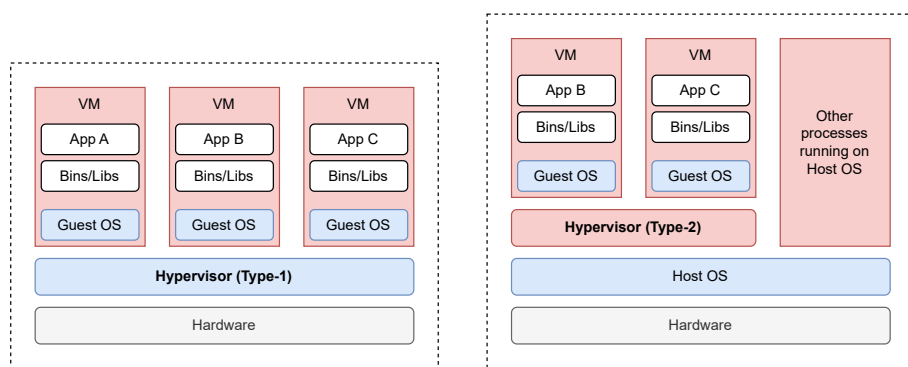 VM
App A
Bins/Libs
Guest OS
VM
App B
Bins/Libs
Guest OS
VM
App C
Bins/Libs
Guest OS
Hypervisor (Type-1)
Hardware
VM
App B
Bins/Libs
Guest OS
VM
App C
Bins/Libs
Guest OS
Other
processes
running on
Host OS
Hypervisor (Type-2)
Host OS
Hardware